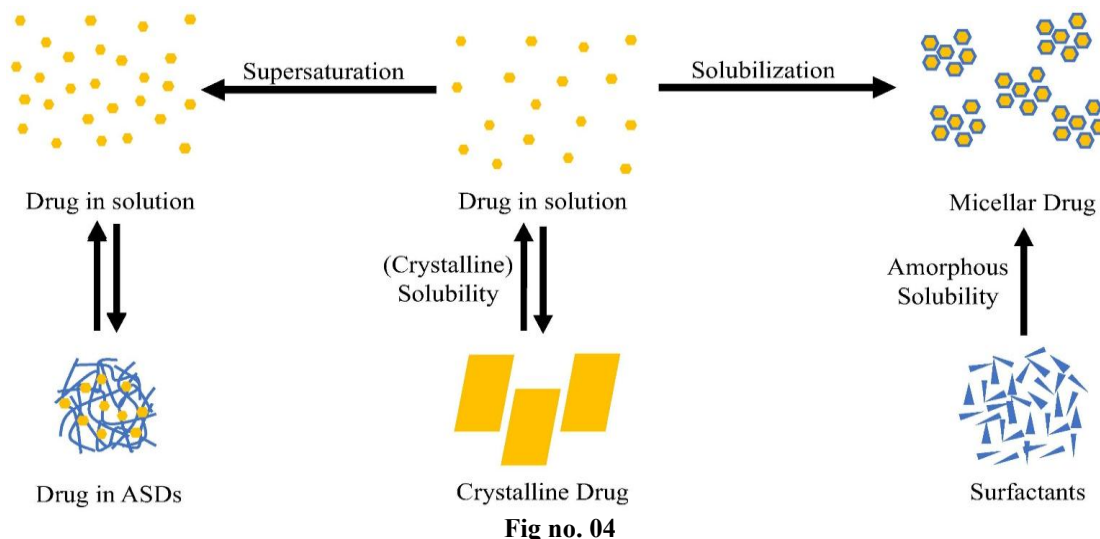 Supersaturation
Solubilization
Drug in solution
Drug in solution
Micellar Drug
(Crystalline)
Solubility
Amorphous
Solubility
Drug in ASDs
Crystalline Drug
Surfactants
Fig no. 04